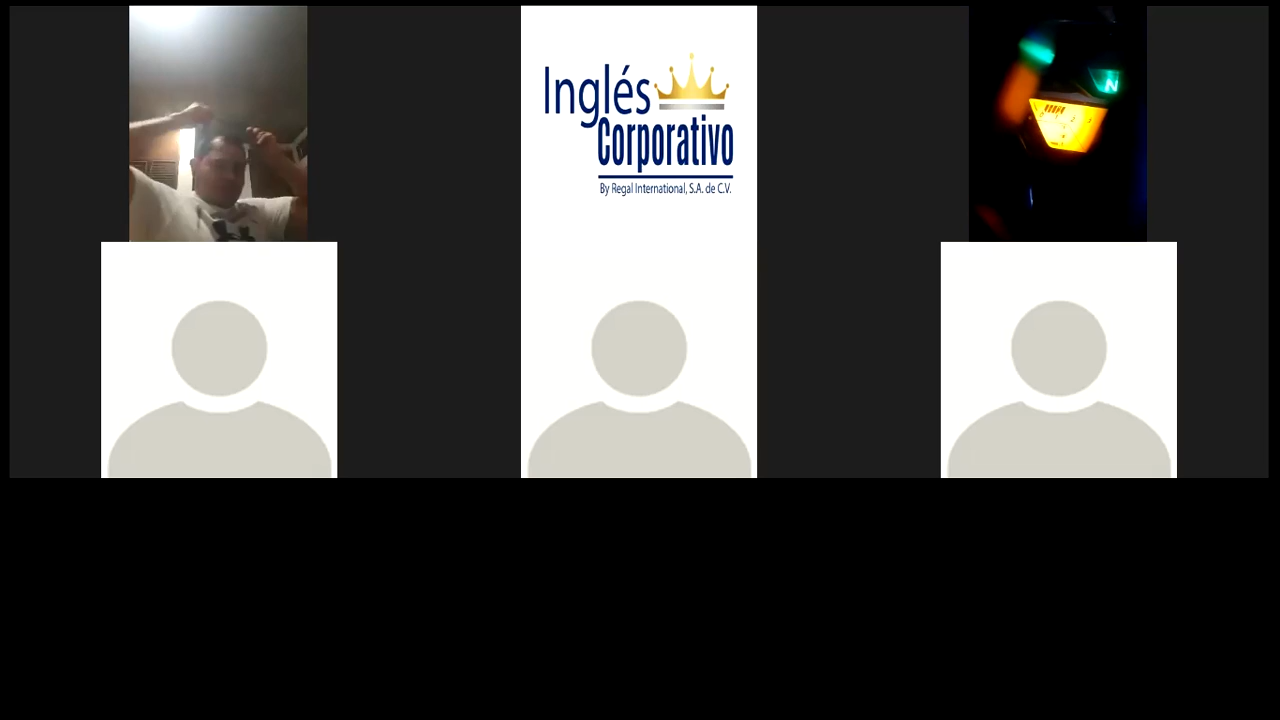 Inglés
Corporativo
By Regal International, S.A. de C.V.
N